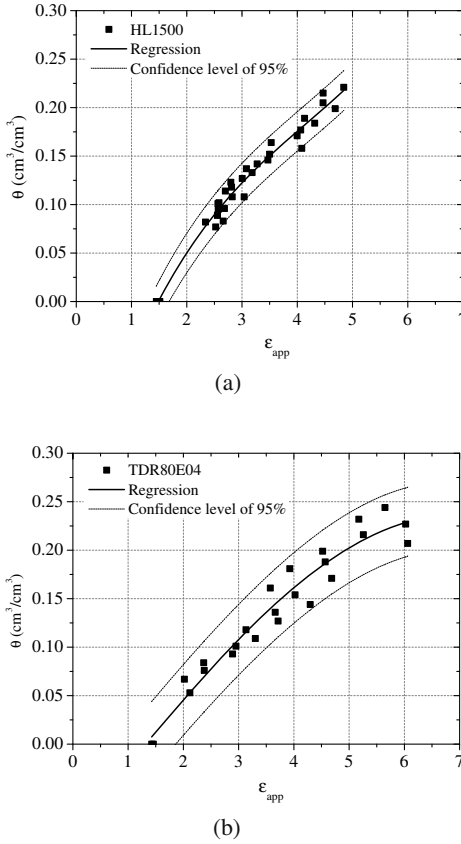 HL1500
Regression
Confidence level of 95%
0.30
0.25
0.20
0.15
0.10
0.05
0.00
θ (cm³/cm³)
0 1 2 3 4 5 6 7
ε_app
(a)
TDR80E04
Regression
Confidence level of 95%
0.30
0.25
0.20
0.15
0.10
0.05
0.00
θ (cm³/cm³)
0 1 2 3 4 5 6 7
ε_app
(b)